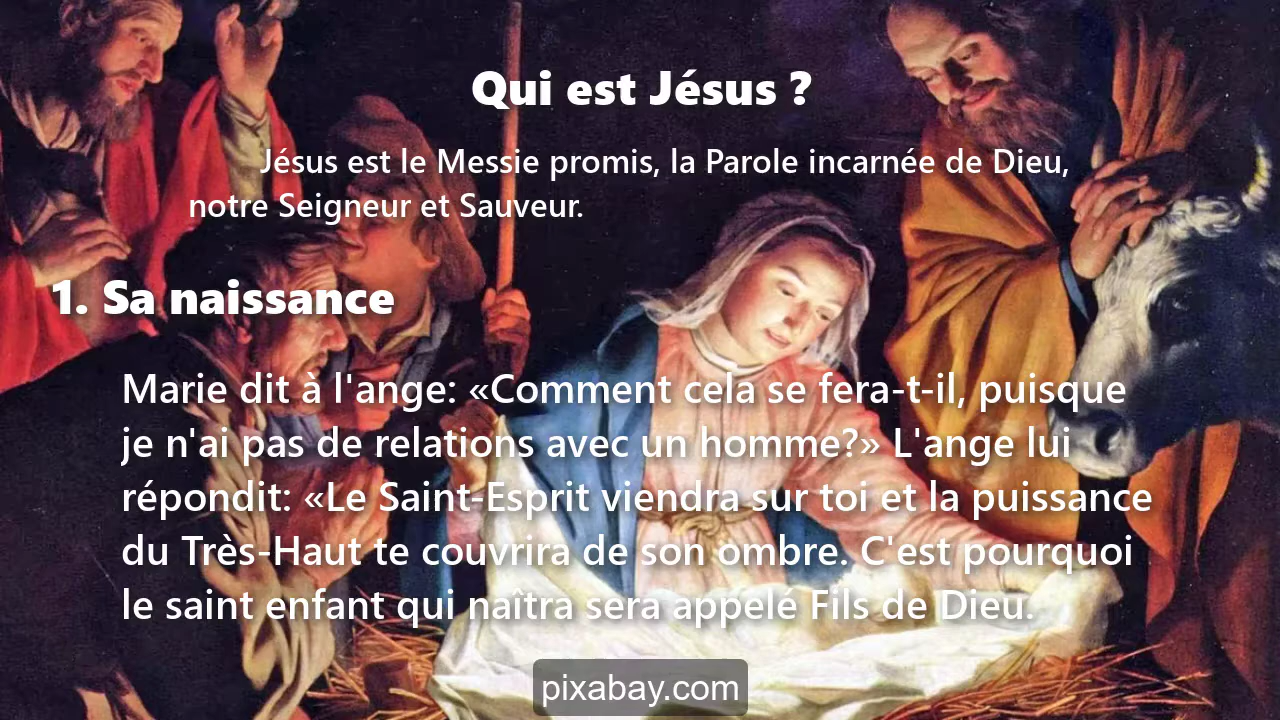 Qui est Jésus ?
Jésus est le Messie promis, la Parole incarnée de Dieu,
notre Seigneur et Sauveur.
1. Sa naissance
Marie dit à l'ange: «Comment cela se fera-t-il, puisque
je n'ai pas de relations avec un homme?» L'ange lui
répondit: «Le Saint-Esprit viendra sur toi et la puissance
du Très-Haut te couvrira de son ombre. C'est pourquoi
le saint enfant qui naîtra sera appelé Fils de Dieu.
pixabay.com